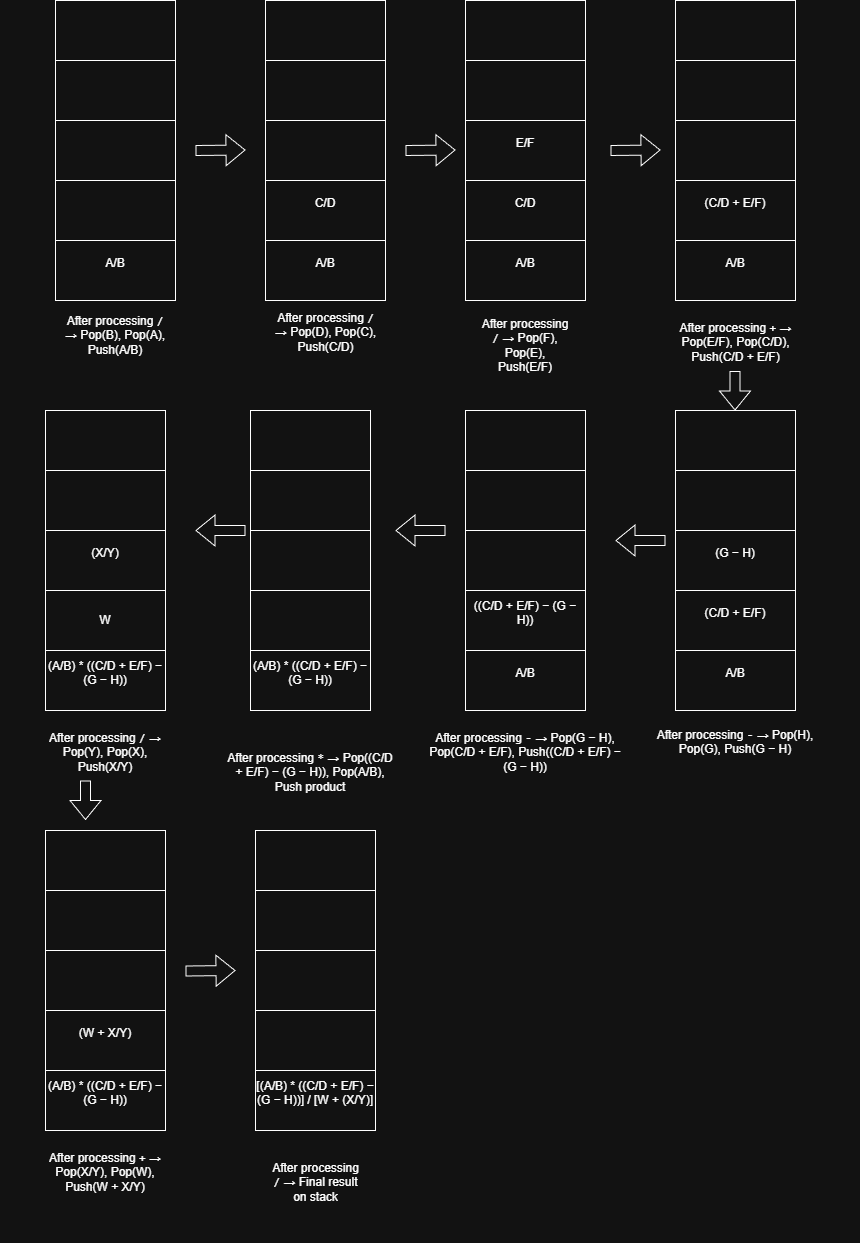 A/B
After processing /
→ Pop(B), Pop(A),
Push(A/B)
C/D
A/B
After processing /
→ Pop(D), Pop(C),
Push(C/D)
E/F
C/D
A/B
After processing
/ → Pop(F),
Pop(E),
Push(E/F)
(C/D + E/F)
A/B
After processing + →
Pop(E/F), Pop(C/D),
Push(C/D + E/F)
(G − H)
(C/D + E/F)
A/B
After processing - → Pop(H),
Pop(G), Push(G − H)
((C/D + E/F) − (G −
H))
A/B
After processing - → Pop(G − H),
Pop(C/D + E/F), Push((C/D + E/F) −
(G − H))
(A/B) * ((C/D + E/F) −
(G − H))
After processing * → Pop((C/D
+ E/F) − (G − H)), Pop(A/B),
Push product
(X/Y)
W
(A/B) * ((C/D + E/F) −
(G − H))
After processing / →
Pop(Y), Pop(X),
Push(X/Y)
(W + X/Y)
(A/B) * ((C/D + E/F) −
(G − H))
After processing + →
Pop(X/Y), Pop(W),
Push(W + X/Y)
[(A/B) * ((C/D + E/F) −
(G − H))] / [W + (X/Y)]
After processing
/ → Final result
on stack